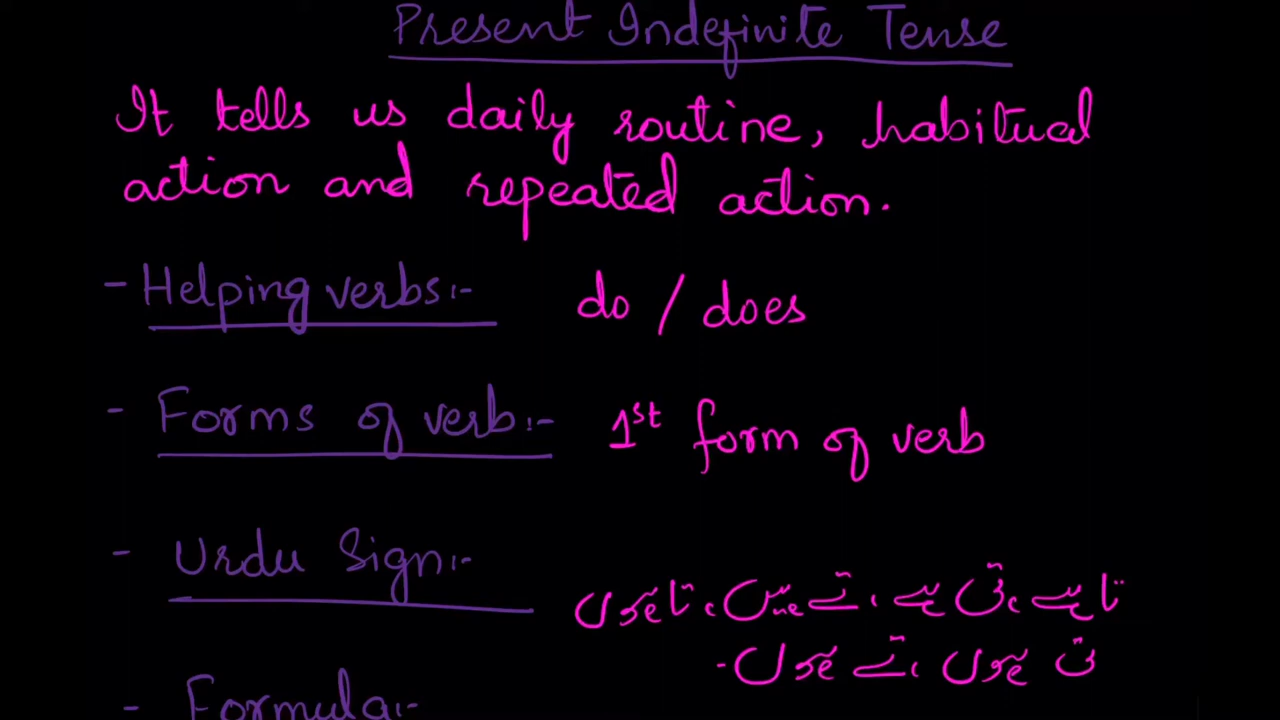 Present Indefinite Tense
It tells us daily routine, habitual
action and repeated action.
- Helping verbs:- do / does
- Forms of verb:- 1st form of verb
- Urdu Sign:- تا ہے، تی ہے، تے ہیں، تا ہوں
تی ہوں، تے ہوں۔
- Formula:-